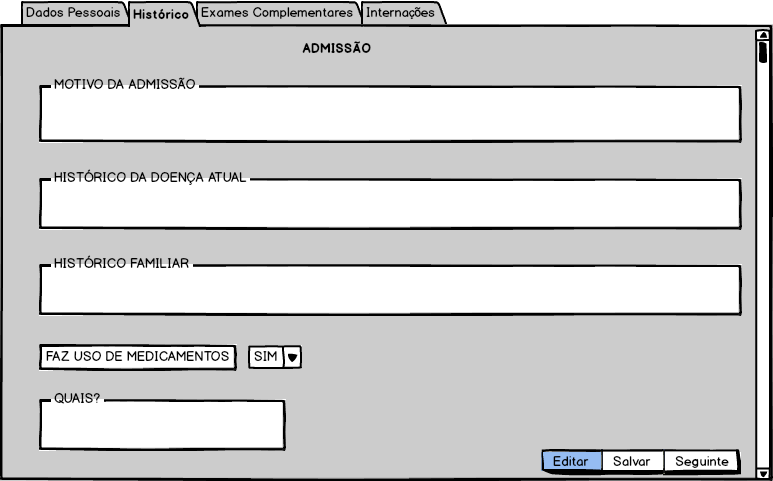 Dados Pessoais Histórico Exames Complementares Internações
ADMISSÃO
MOTIVO DA ADMISSÃO
HISTÓRICO DA DOENÇA ATUAL
HISTÓRICO FAMILIAR
FAZ USO DE MEDICAMENTOS SIM
QUAIS?
Editar Salvar Seguinte